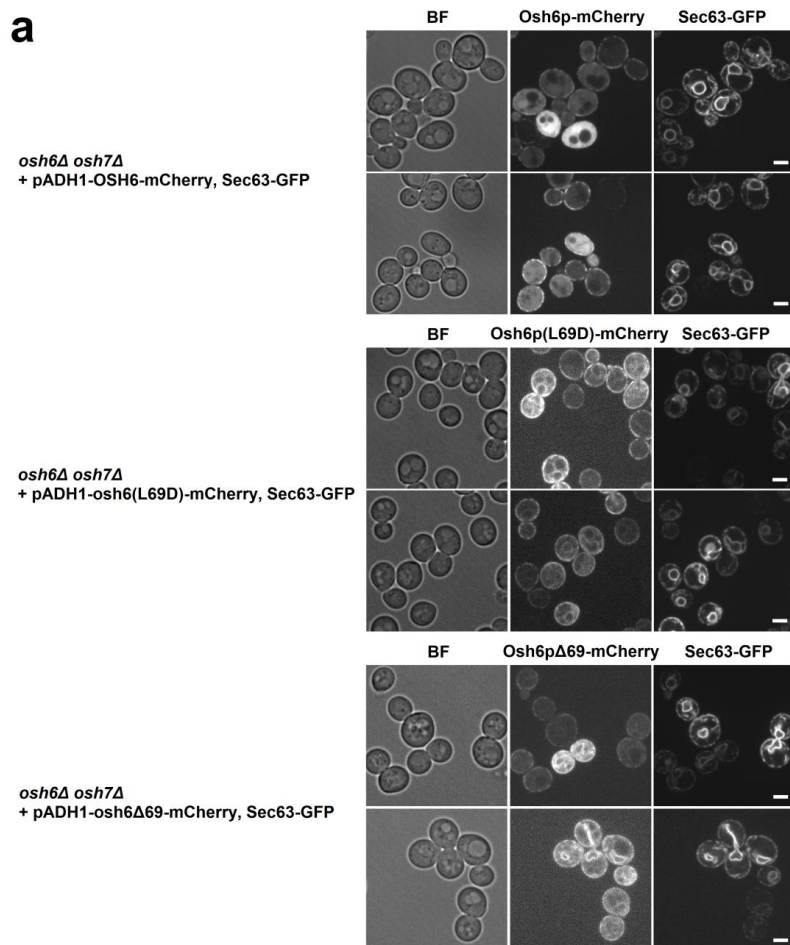 a
BF Osh6p-mCherry Sec63-GFP
osh6Δ osh7Δ
+ pADH1-OSH6-mCherry, Sec63-GFP
BF Osh6p(L69D)-mCherry Sec63-GFP
osh6Δ osh7Δ
+ pADH1-osh6(L69D)-mCherry, Sec63-GFP
BF Osh6pΔ69-mCherry Sec63-GFP
osh6Δ osh7Δ
+ pADH1-osh6Δ69-mCherry, Sec63-GFP